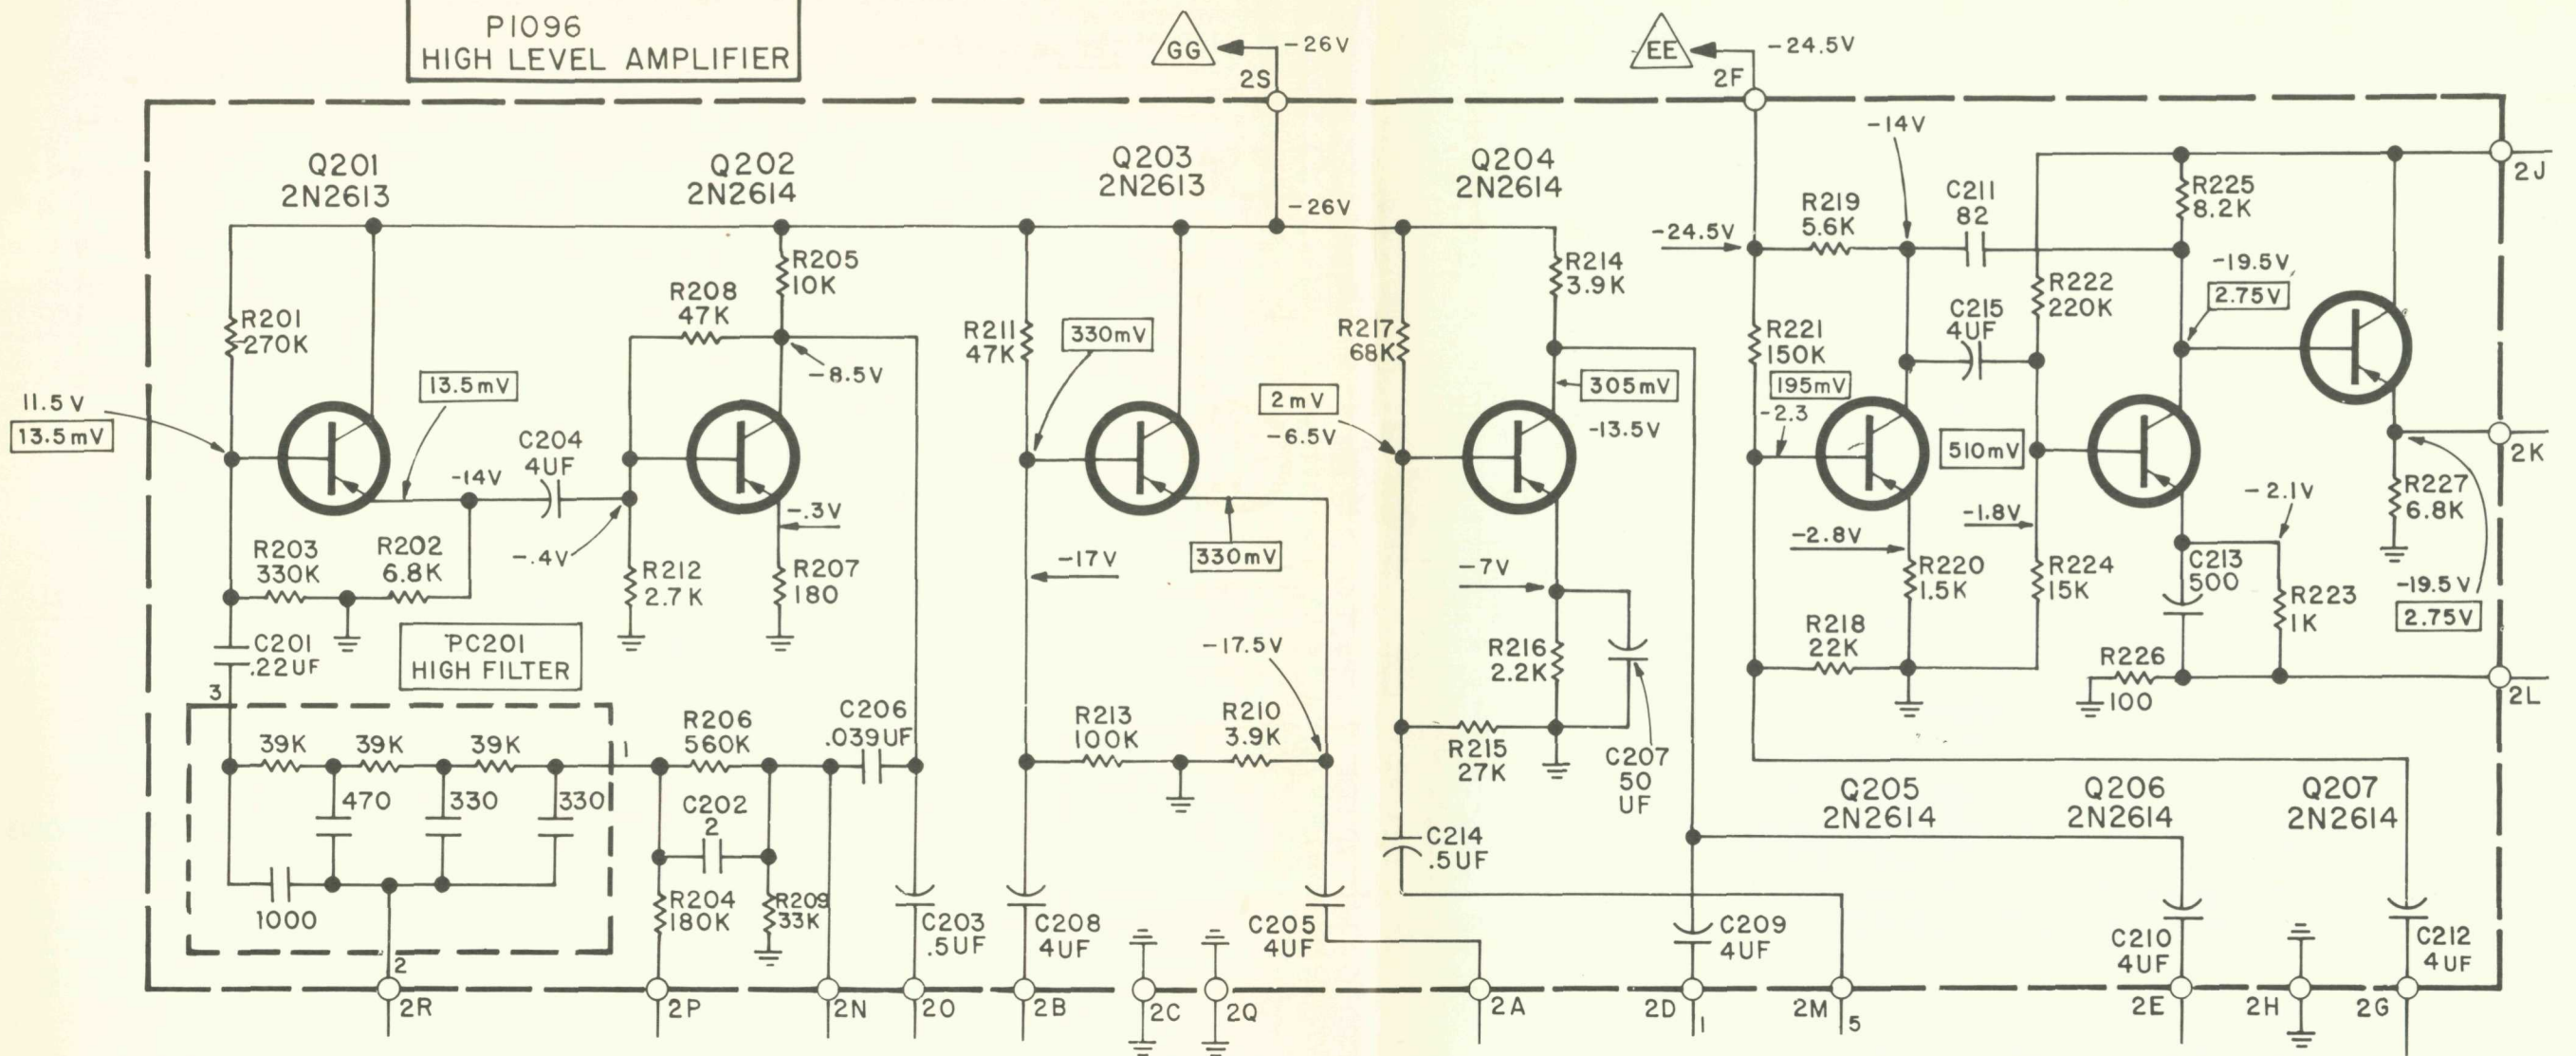 P1096
HIGH LEVEL AMPLIFIER
GG
-26V
2S
EE
-24.5V
2F
Q201
2N2613
Q202
2N2614
Q203
2N2613
Q204
2N2614
-26V
-14V
2J
R201
270K
R208
47K
R205
10K
-8.5V
R211
47K
330mV
R217
68K
R214
3.9K
-24.5V
R219
5.6K
C211
82
R225
8.2K
R221
150K
C215
4UF
R222
220K
-19.5V
2.75V
11.5V
13.5mV
13.5mV
-14V
C204
4UF
-.4V
-.3V
2mV
-6.5V
305mV
-13.5V
195mV
-2.3
510mV
2K
R203
330K
R202
6.8K
R212
2.7K
R207
180
-17V
330mV
-7V
-2.8V
-1.8V
-2.1V
R227
6.8K
R220
1.5K
R224
15K
C213
500
R223
1K
-19.5V
2.75V
C201
.22UF
PC201
HIGH FILTER
-17.5V
R216
2.2K
R218
22K
R226
100
2L
3
39K
39K
39K
1
R206
560K
C206
.039UF
R213
100K
R210
3.9K
R215
27K
C207
50
UF
470
330
330
C202
2
Q205
2N2614
Q206
2N2614
Q207
2N2614
C214
.5UF
1000
R204
180K
R209
33K
C203
.5UF
C208
4UF
C205
4UF
C209
4UF
C210
4UF
C212
4UF
2
2R
2P
2N
2O
2B
2C
2Q
2A
2D
1
2M
5
2E
2H
2G